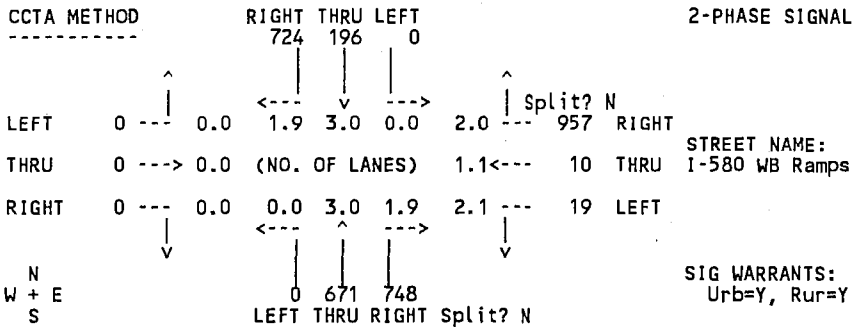 CCTA METHOD RIGHT THRU LEFT 2-PHASE SIGNAL
----------- 724 196 0
^ | | | ^
| <--- v ---> | Split? N
LEFT 0 --- 0.0 1.9 3.0 0.0 2.0 --- 957 RIGHT
STREET NAME:
THRU 0 ---> 0.0 (NO. OF LANES) 1.1<--- 10 THRU I-580 WB Ramps
RIGHT 0 --- 0.0 0.0 3.0 1.9 2.1 --- 19 LEFT
| <--- ^ ---> |
v | | | v
N SIG WARRANTS:
W + E 0 671 748 Urb=Y, Rur=Y
S LEFT THRU RIGHT Split? N